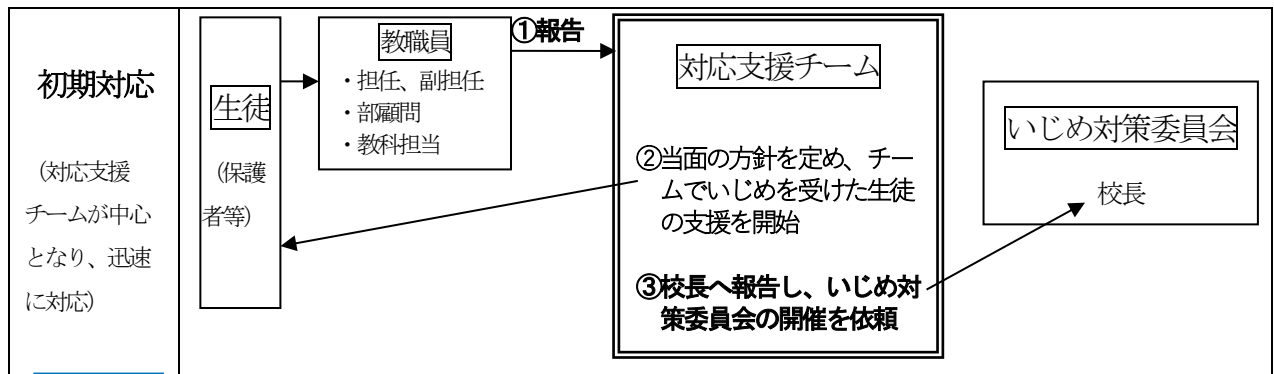 初期対応
(対応支援
チームが中心
となり、迅速
に対応)
生徒
(保護
者等)
教職員
・担任、副担任
・部顧問
・教科担当
①報告
対応支援チーム
②当面の方針を定め、チー
ムでいじめを受けた生徒
の支援を開始
③校長へ報告し、いじめ対
策委員会の開催を依頼
いじめ対策委員会
校長